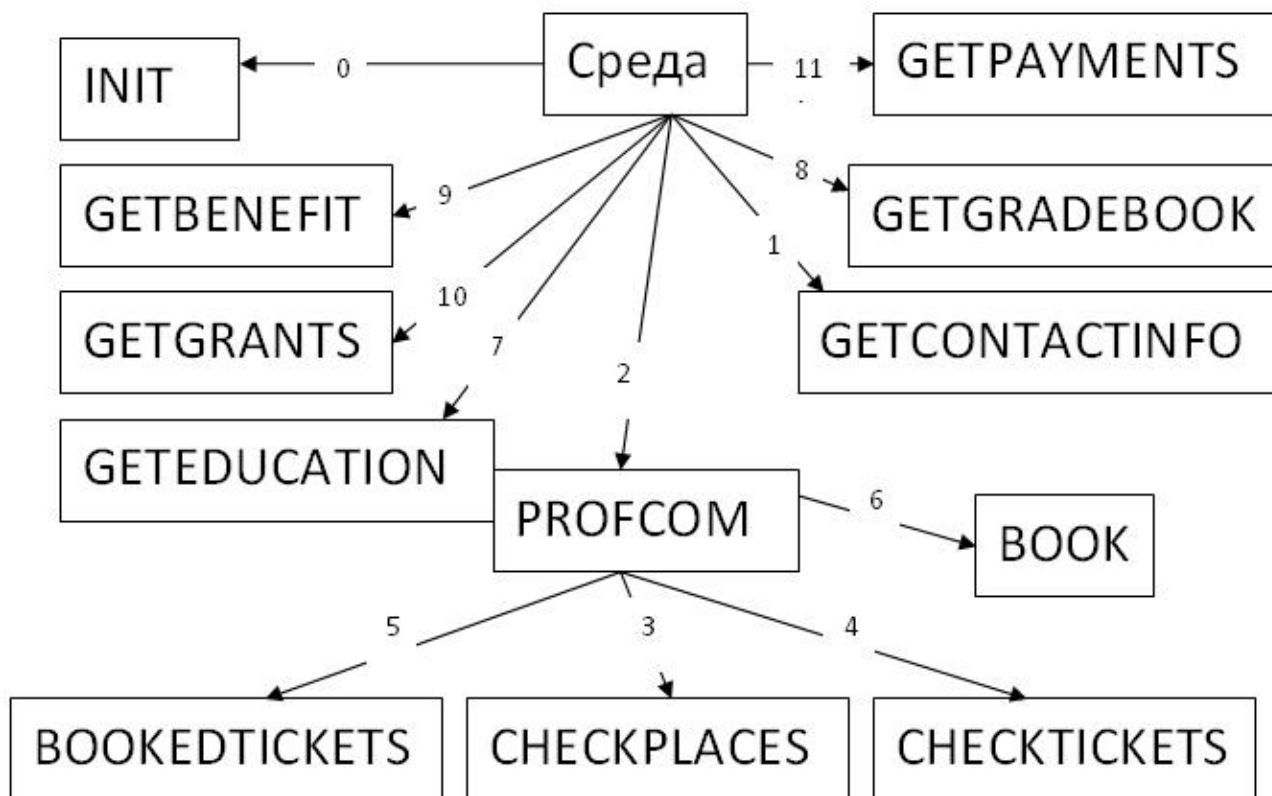 Среда
GETPAYMENTS
INIT
0
11
GETBENEFIT
9
8
GETGRADEBOOK
1
GETGRANTS
10
7
2
GETCONTACTINFO
GETEDUCATION
PROFCOM
6
BOOK
5
3
4
BOOKEDTICKETS
CHECKPLACES
CHECKTICKETS